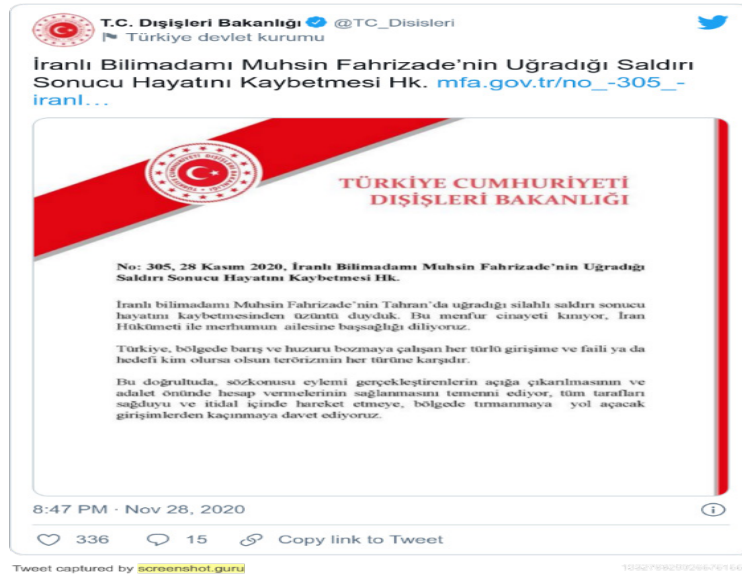 T.C. Dışişleri Bakanlığı @TC_Disisleri
Türkiye devlet kurumu
İranlı Bilimadamı Muhsin Fahrizade’nin Uğradığı Saldırı
Sonucu Hayatını Kaybetmesi Hk. mfa.gov.tr/no_-305_-
iranl…
TÜRKİYE CUMHURİYETİ
DIŞİŞLERİ BAKANLIĞI
No: 305, 28 Kasım 2020, İranlı Bilimadamı Muhsin Fahrizade’nin Uğradığı
Saldırı Sonucu Hayatını Kaybetmesi Hk.
İranlı bilimadamı Muhsin Fahrizade’nin Tahran’da uğradığı silahlı saldırı sonucu
hayatını kaybetmesinden üzüntü duyduk. Bu menfur cinayeti kınıyor, İran
Hükümeti ile merhumun ailesine başsağlığı diliyoruz.
Türkiye, bölgede barış ve huzuru bozmaya çalışan her türlü girişime ve faili ya da
hedefi kim olursa olsun terörizmin her türüne karşıdır.
Bu doğrultuda, sözkonusu eylemi gerçekleştirenlerin açığa çıkarılmasının ve
adalet önünde hesap vermelerinin sağlanmasını temenni ediyor, tüm tarafları
sağduyu ve itidal içinde hareket etmeye, bölgede tırmanmaya yol açacak
girişimlerden kaçınmaya davet ediyoruz.
8:47 PM · Nov 28, 2020
336 15 Copy link to Tweet
Tweet captured by screenshot.guru